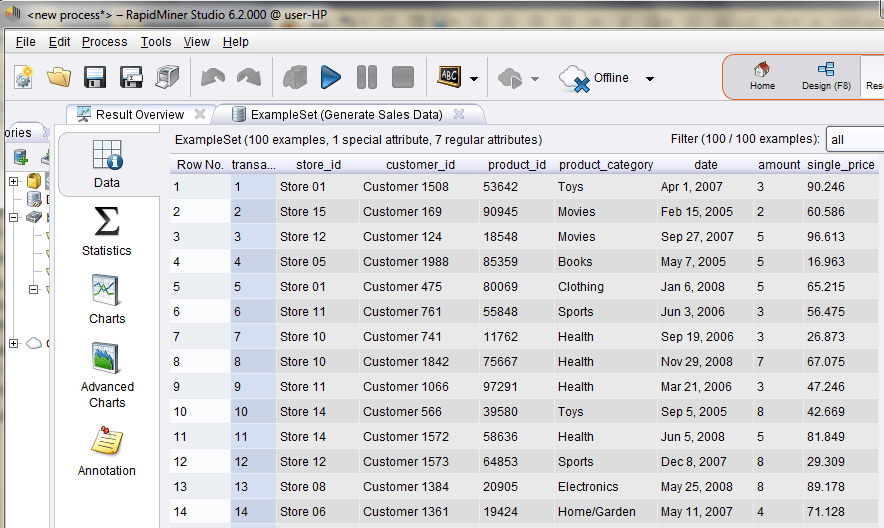 <new process*> – RapidMiner Studio 6.2.000 @ user-HP
File Edit Process Tools View Help
ABC Offline Home Design (F8)
Result Overview ExampleSet (Generate Sales Data)
ories
ExampleSet (100 examples, 1 special attribute, 7 regular attributes) Filter (100 / 100 examples): all
Data
Statistics
Charts
Advanced
Charts
Annotation
Row No. transa... store_id customer_id product_id product_category date amount single_price
1 1 Store 01 Customer 1508 53642 Toys Apr 1, 2007 3 90.246
2 2 Store 15 Customer 169 90945 Movies Feb 15, 2005 2 60.586
3 3 Store 12 Customer 124 18548 Movies Sep 27, 2007 5 96.613
4 4 Store 05 Customer 1988 85359 Books May 7, 2005 5 16.963
5 5 Store 01 Customer 475 80069 Clothing Jan 6, 2008 5 65.215
6 6 Store 11 Customer 761 55848 Sports Jun 3, 2006 3 56.475
7 7 Store 10 Customer 741 11762 Health Sep 19, 2006 3 26.873
8 8 Store 10 Customer 1842 75667 Health Nov 29, 2008 7 67.075
9 9 Store 11 Customer 1066 97291 Health Mar 21, 2006 3 47.246
10 10 Store 14 Customer 566 39580 Toys Sep 5, 2005 8 42.669
11 11 Store 14 Customer 1572 58636 Health Jun 5, 2008 5 81.849
12 12 Store 12 Customer 1573 64853 Sports Dec 8, 2007 8 29.309
13 13 Store 08 Customer 1384 20905 Electronics May 25, 2008 8 89.178
14 14 Store 06 Customer 1361 19424 Home/Garden May 11, 2007 4 71.128